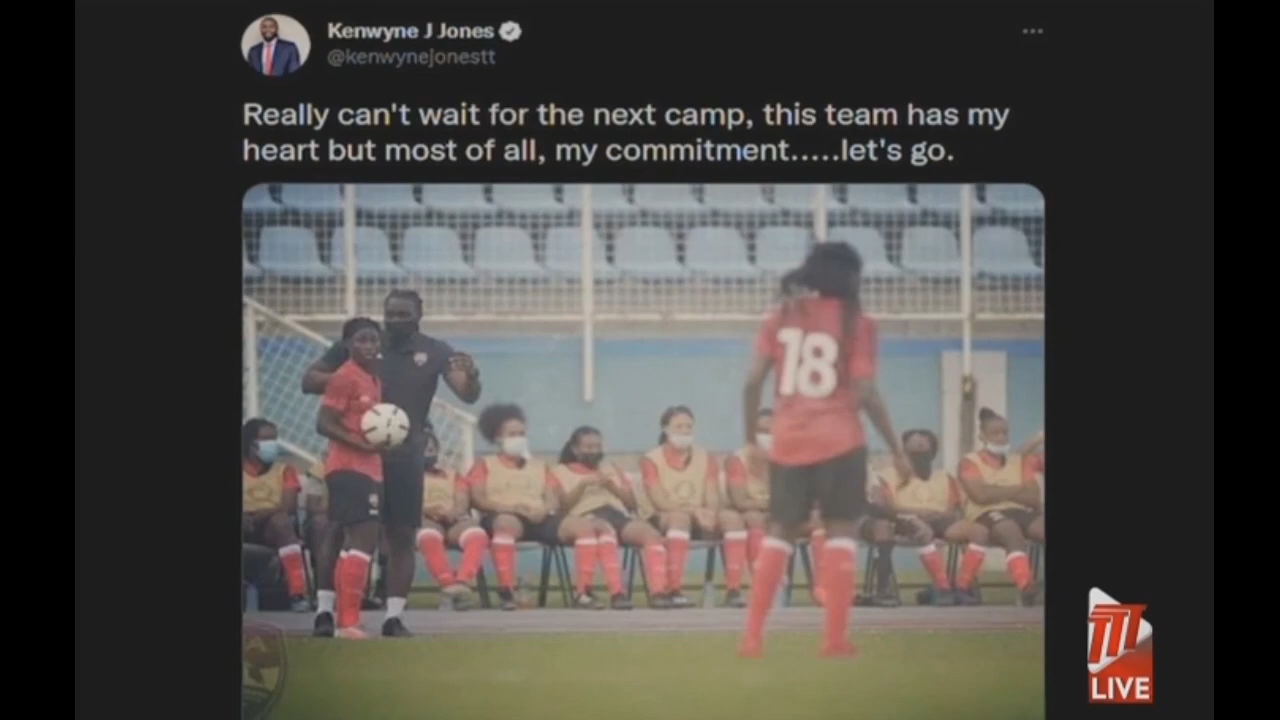 Kenwyne J Jones
@kenwynejonestt
Really can't wait for the next camp, this team has my
heart but most of all, my commitment.....let's go.
18
TTT
LIVE